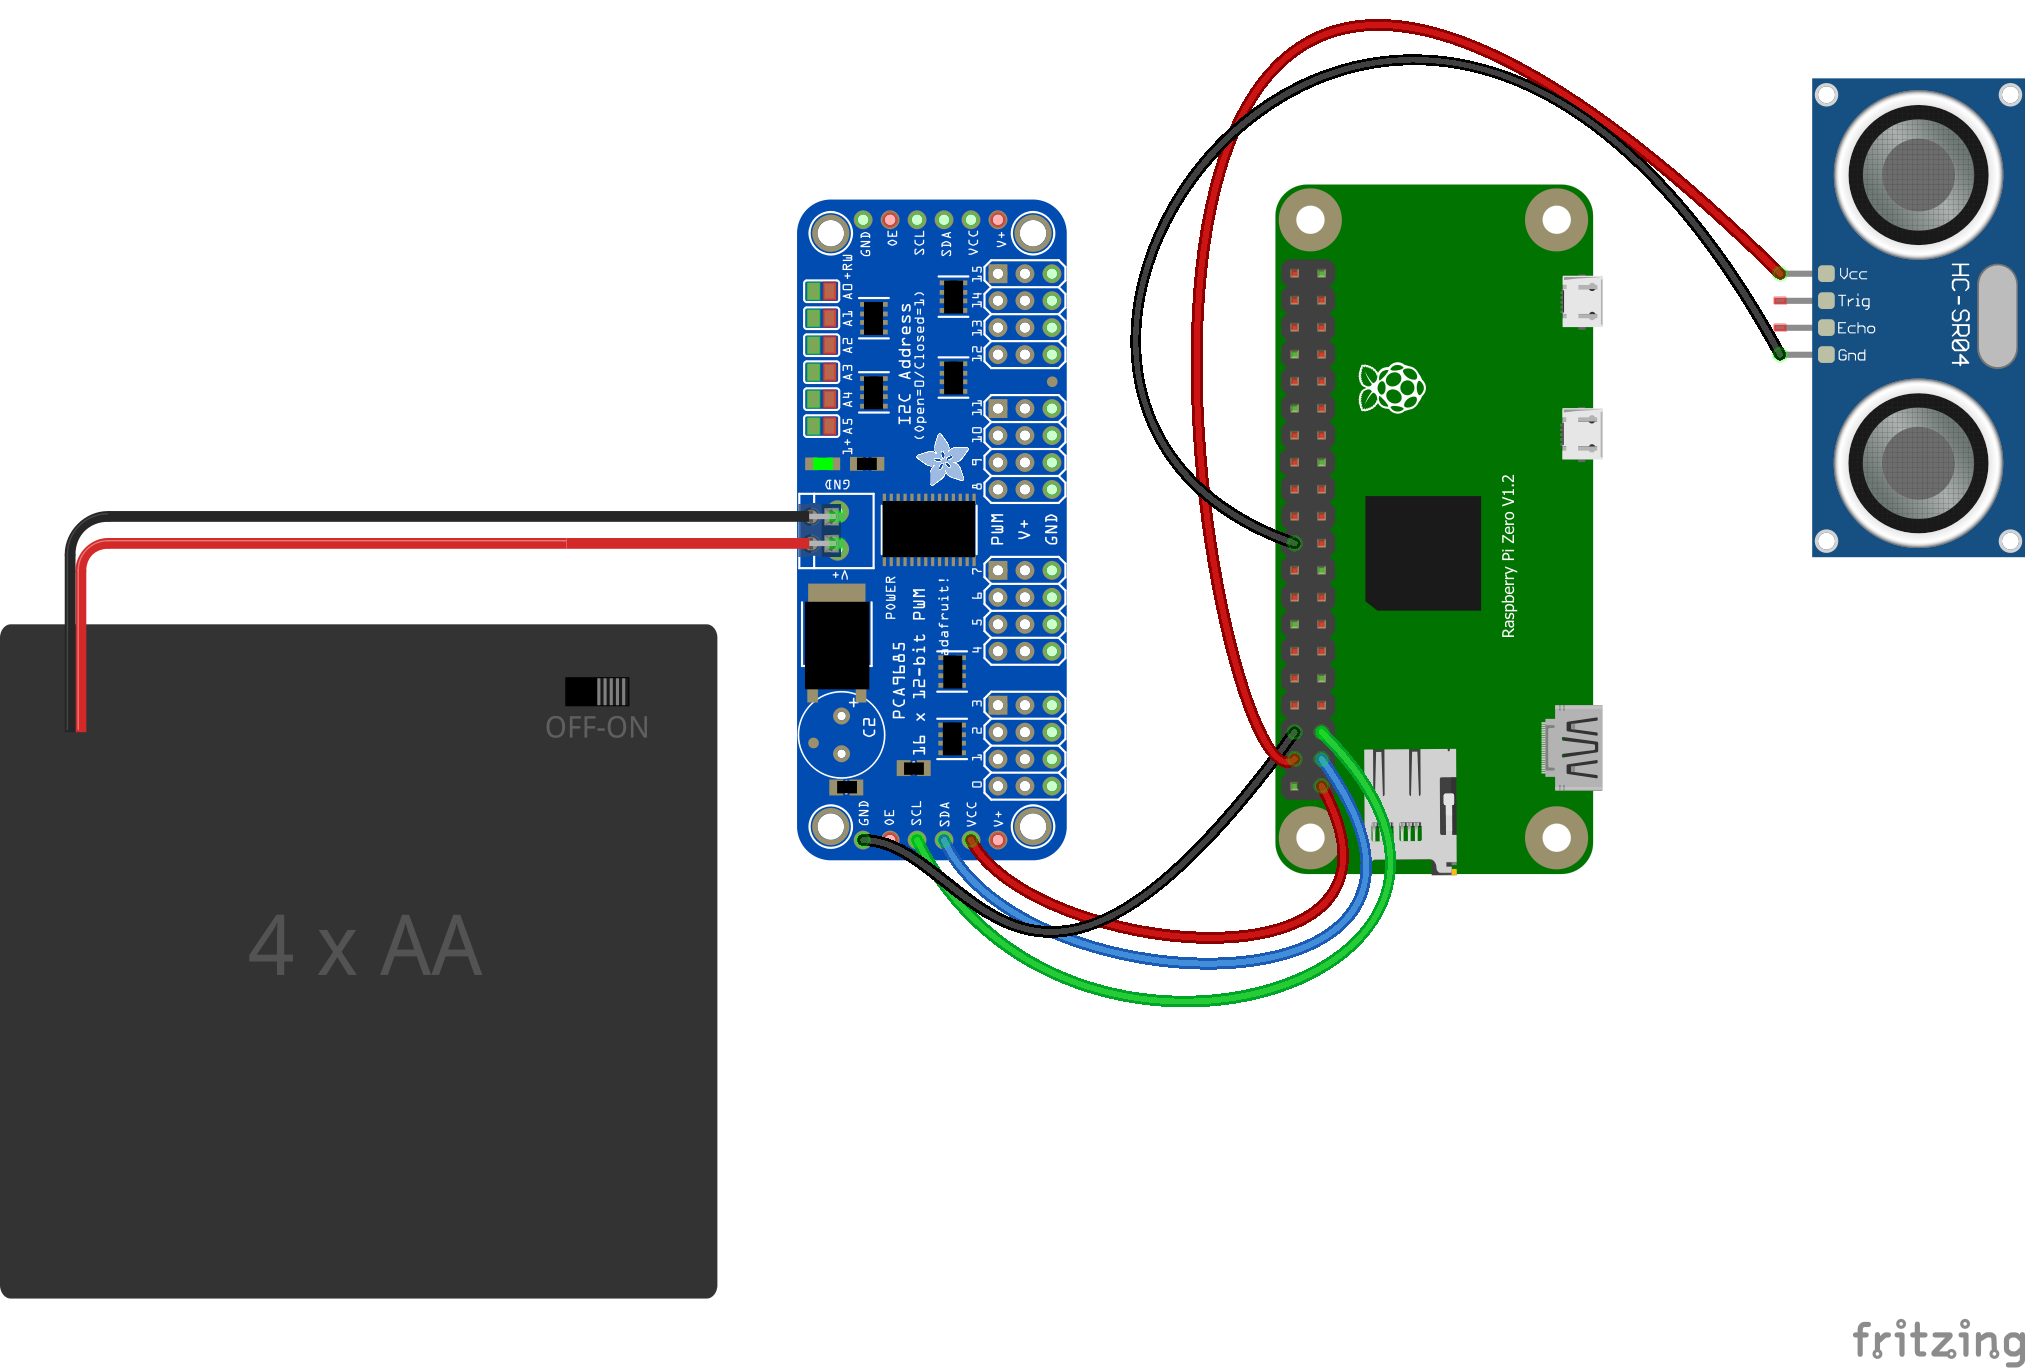 GND
OE
SCL
SDA
VCC
V+
A0 +RW
A1
A2
A3
A4
1+ A5
I2C Address
(Open=0/Closed=1)
15
14
13
12
11
10
9
8
GND
PWM
V+
GND
V+
POWER
PCA9685
16 x 12-bit PWM
adafruit!
7
6
5
4
3
2
1
0
+
C2
GND
OE
SCL
SDA
VCC
V+
OFF-ON
4 x AA
Raspberry Pi Zero V1.2
Vcc
Trig
Echo
Gnd
HC-SR04
fritzing